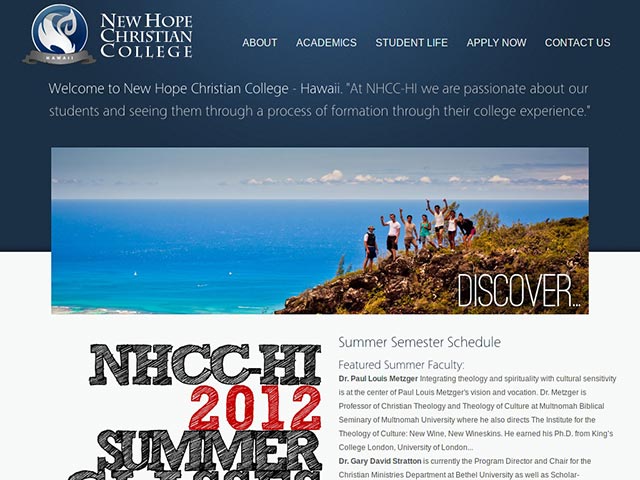 NEW HOPE
CHRISTIAN
COLLEGE
HAWAII
ABOUT ACADEMICS STUDENT LIFE APPLY NOW CONTACT US
Welcome to New Hope Christian College - Hawaii. "At NHCC-HI we are passionate about our
students and seeing them through a process of formation through their college experience."
DISCOVER...
NHCC-HI
2012
SUMMER
CLASSES
Summer Semester Schedule
Featured Summer Faculty:
Dr. Paul Louis Metzger Integrating theology and spirituality with cultural sensitivity
is at the center of Paul Louis Metzger's vision and vocation. Dr. Metzger is
Professor of Christian Theology and Theology of Culture at Multnomah Biblical
Seminary of Multnomah University where he also directs The Institute for the
Theology of Culture: New Wine, New Wineskins. He earned his Ph.D. from King's
College London, University of London...
Dr. Gary David Stratton is currently the Program Director and Chair for the
Christian Ministries Department at Bethel University as well as Scholar-